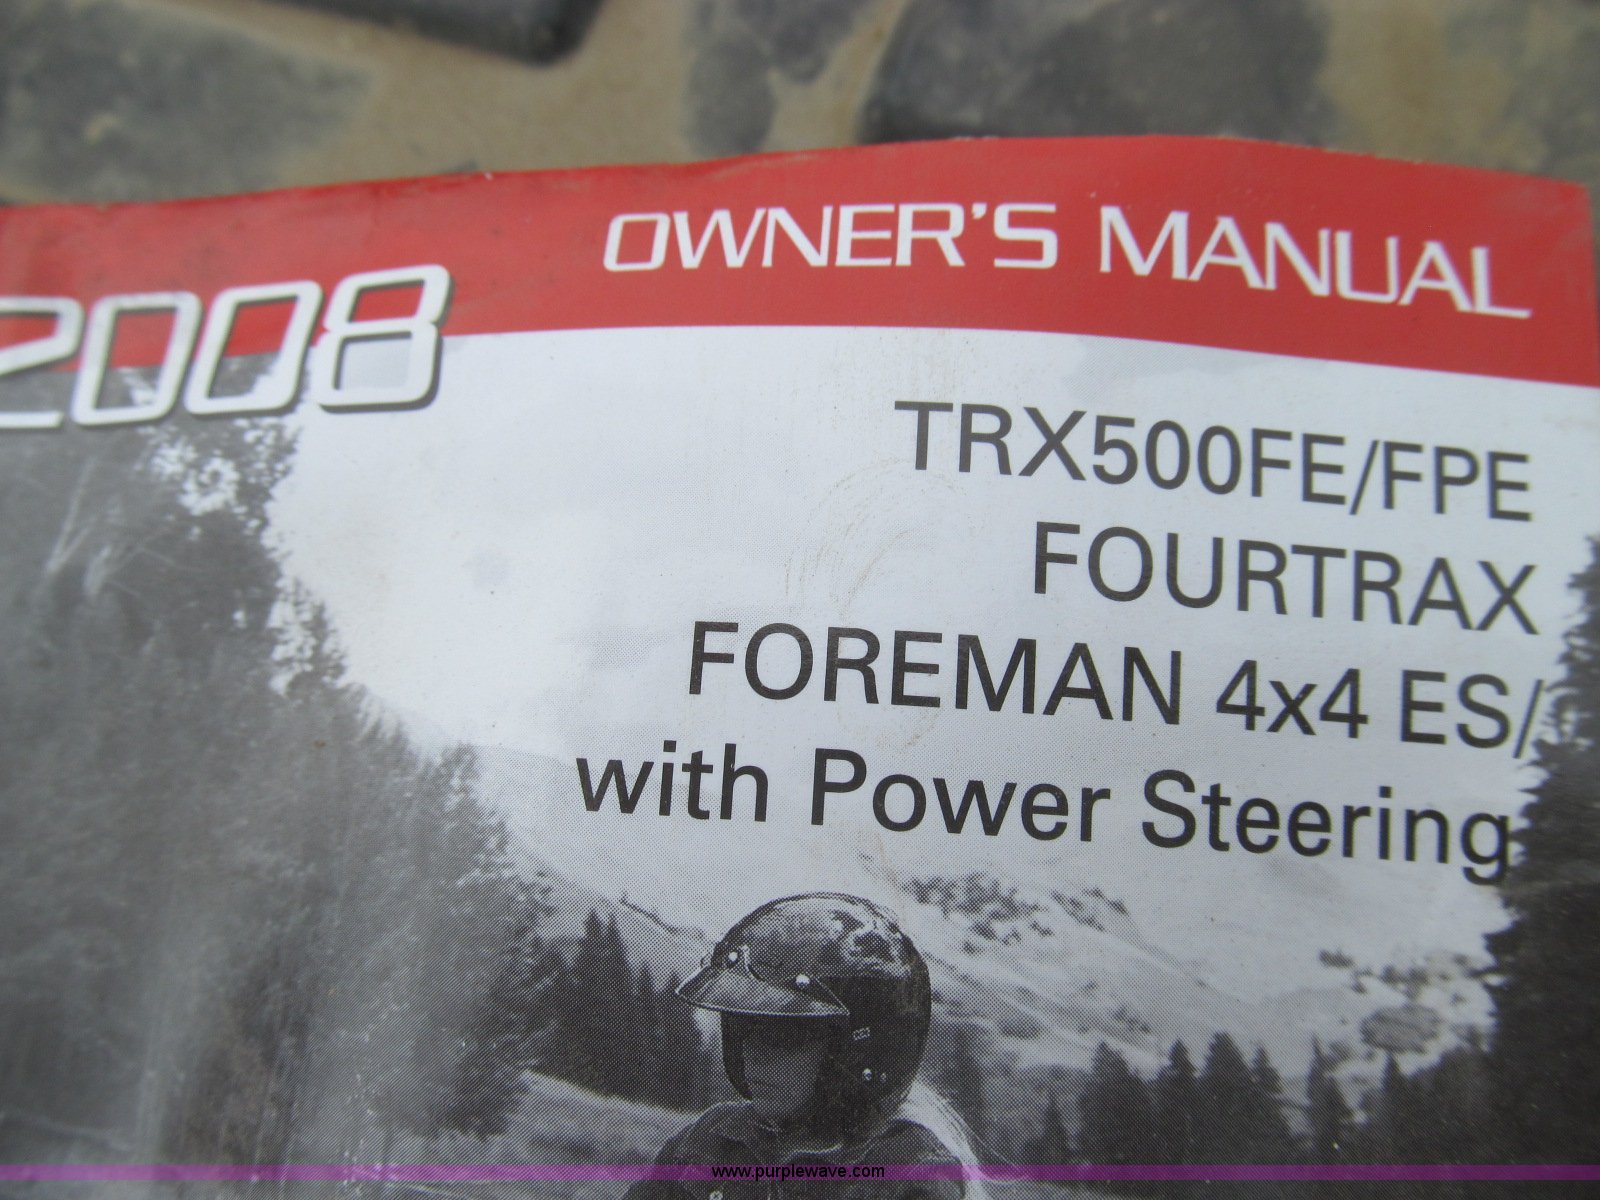 OWNER'S MANUAL
2008
TRX500FE/FPE
FOURTRAX
FOREMAN 4x4 ES/
with Power Steering
www.purplewave.com